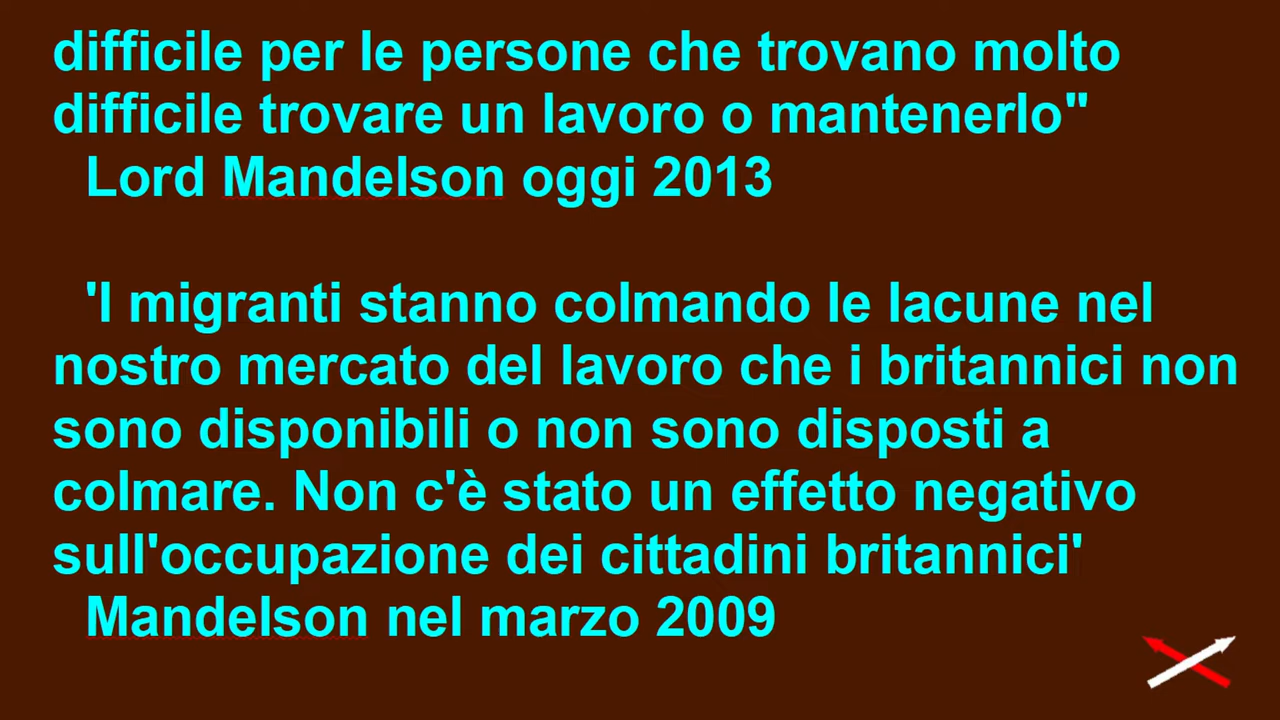 difficile per le persone che trovano molto
difficile trovare un lavoro o mantenerlo"
Lord Mandelson oggi 2013
'I migranti stanno colmando le lacune nel
nostro mercato del lavoro che i britannici non
sono disponibili o non sono disposti a
colmare. Non c'è stato un effetto negativo
sull'occupazione dei cittadini britannici'
Mandelson nel marzo 2009